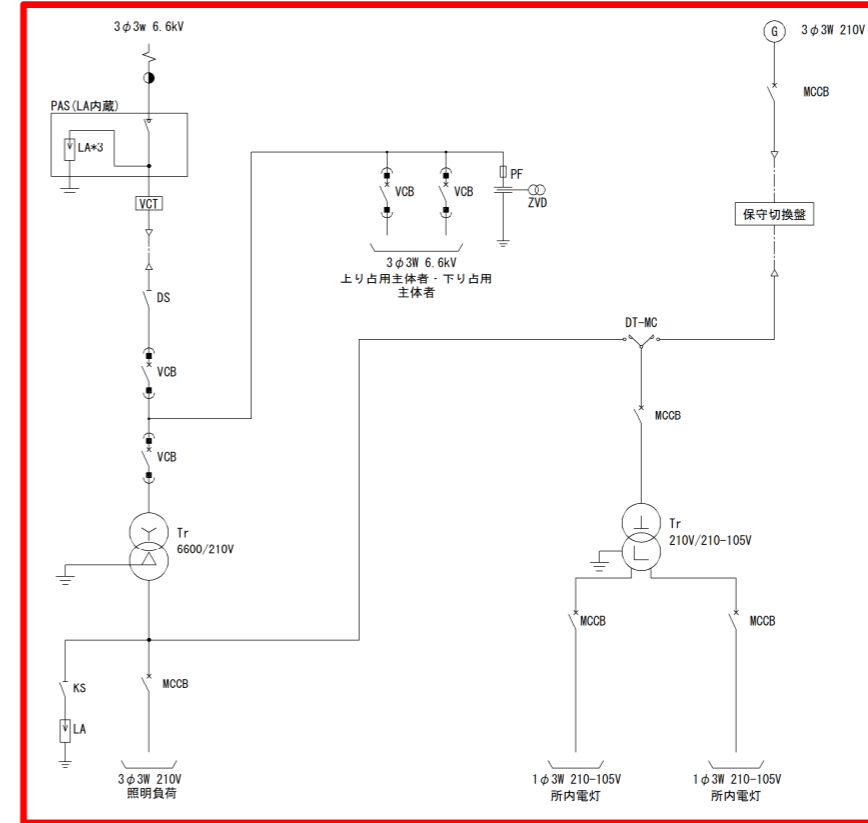 3φ3w 6.6kV
G
3φ3W 210V
MCCB
PAS(LA内蔵)
LA*3
VCT
VCB
VCB
PF
ZVD
保守切換盤
3φ3W 6.6kV
上り占用主体者・下り占用
主体者
DS
DT-MC
VCB
MCCB
VCB
Tr
6600/210V
Tr
210V/210-105V
MCCB
MCCB
KS
MCCB
LA
3φ3W 210V
照明負荷
1φ3W 210-105V
所内電灯
1φ3W 210-105V
所内電灯